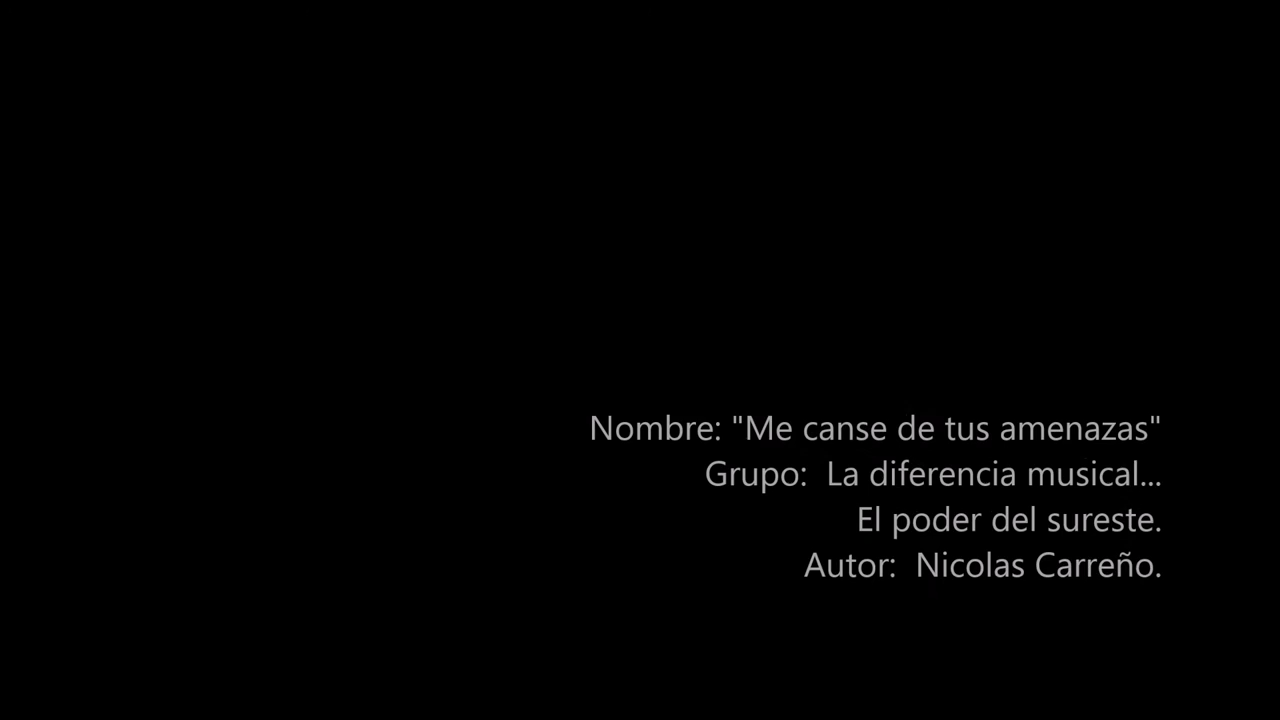 Nombre: "Me canse de tus amenazas"
Grupo:  La diferencia musical...
El poder del sureste.
Autor:  Nicolas Carreño.